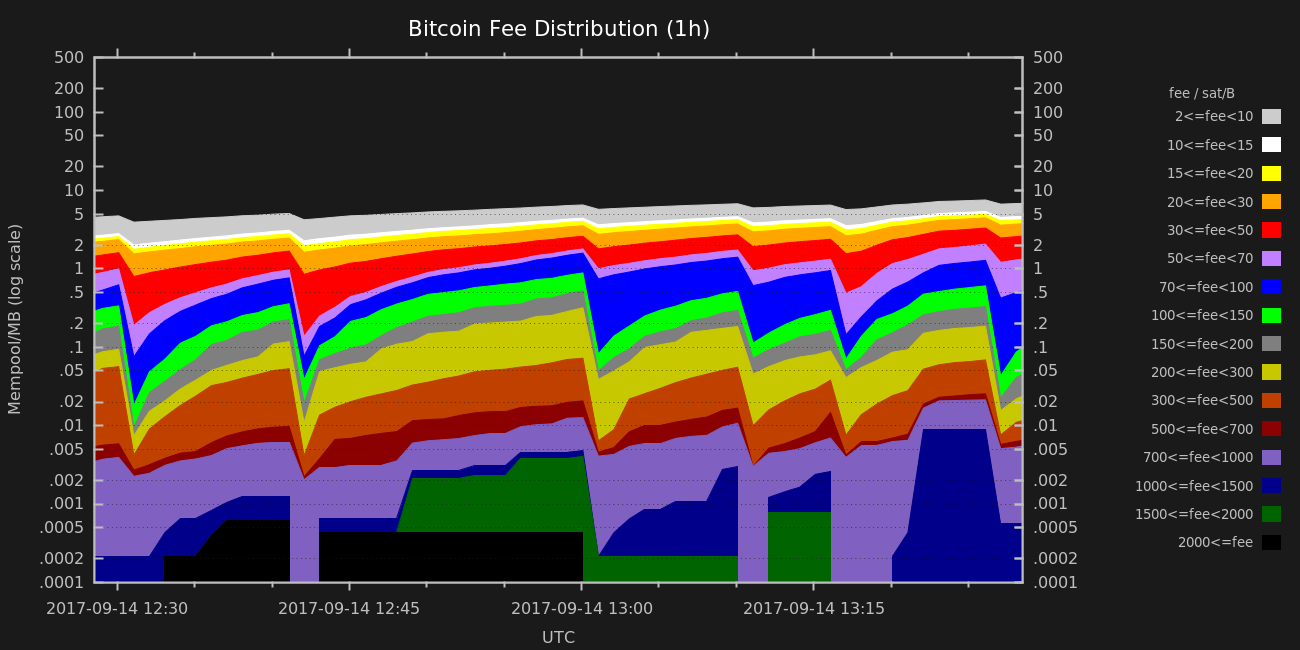 Bitcoin Fee Distribution (1h)
Mempool/MB (log scale)
500
200
100
50
20
10
5
2
1
.5
.2
.1
.05
.02
.01
.005
.002
.001
.0005
.0002
.0001
500
200
100
50
20
10
5
2
1
.5
.2
.1
.05
.02
.01
.005
.002
.001
.0005
.0002
.0001
2017-09-14 12:30
2017-09-14 12:45
2017-09-14 13:00
2017-09-14 13:15
UTC
fee / sat/B
2<=fee<10
10<=fee<15
15<=fee<20
20<=fee<30
30<=fee<50
50<=fee<70
70<=fee<100
100<=fee<150
150<=fee<200
200<=fee<300
300<=fee<500
500<=fee<700
700<=fee<1000
1000<=fee<1500
1500<=fee<2000
2000<=fee